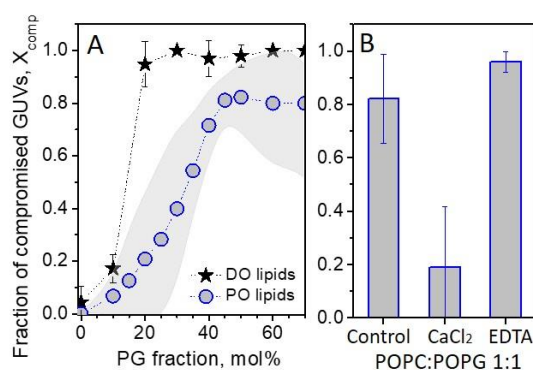 Fraction of compromised GUVs, Xcomp
A
1.0
0.8
0.6
0.4
0.2
0.0
DO lipids
PO lipids
0 20 40 60
PG fraction, mol%
B
1.0
0.8
0.6
0.4
0.2
0.0
Control CaCl₂ EDTA
POPC:POPG 1:1